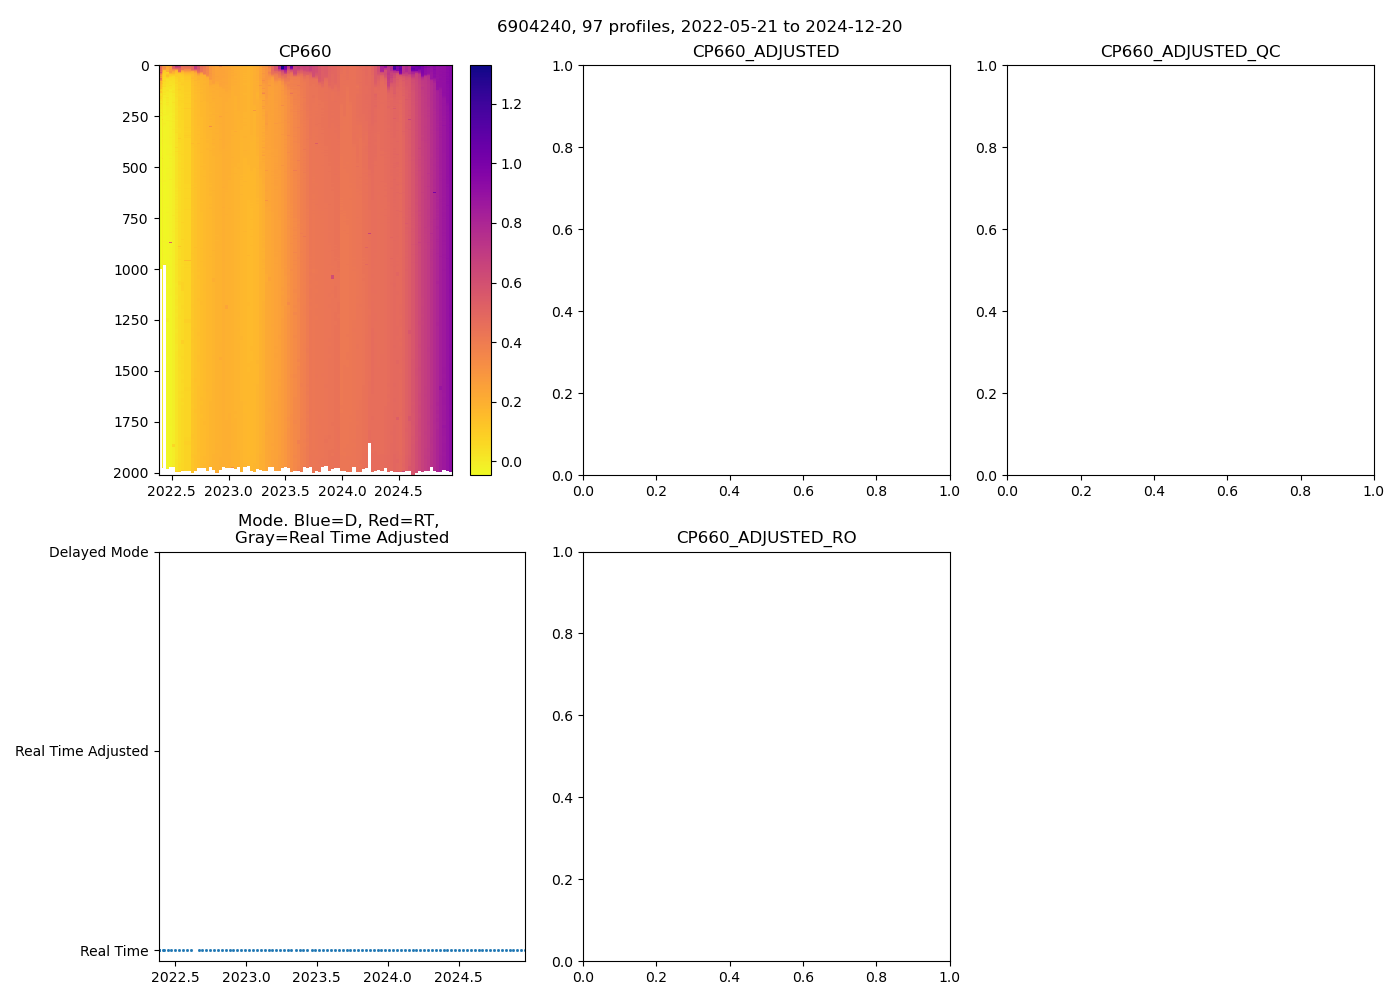 6904240, 97 profiles, 2022-05-21 to 2024-12-20
CP660
0
250
500
750
1000
1250
1500
1750
2000
2022.5 2023.0 2023.5 2024.0 2024.5
1.2
1.0
0.8
0.6
0.4
0.2
0.0
CP660_ADJUSTED
1.0
0.8
0.6
0.4
0.2
0.0
0.0 0.2 0.4 0.6 0.8 1.0
CP660_ADJUSTED_QC
1.0
0.8
0.6
0.4
0.2
0.0
0.0 0.2 0.4 0.6 0.8 1.0
Mode. Blue=D, Red=RT,
Gray=Real Time Adjusted
Delayed Mode
Real Time Adjusted
Real Time
2022.5 2023.0 2023.5 2024.0 2024.5
CP660_ADJUSTED_RO
1.0
0.8
0.6
0.4
0.2
0.0
0.0 0.2 0.4 0.6 0.8 1.0